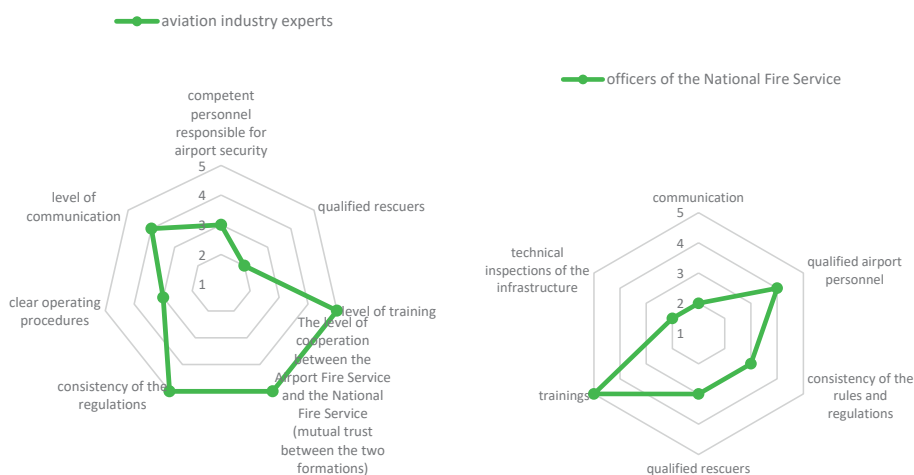 aviation industry experts
competent
personnel
responsible for
airport security
5
4
3
2
1
qualified rescuers
level of training
The level of
cooperation
between the
Airport Fire Service
and the National
Fire Service
(mutual trust
between the two
formations)
consistency of the
regulations
clear operating
procedures
level of
communication
officers of the National Fire Service
communication
5
4
3
2
1
qualified airport
personnel
consistency of the
rules and
regulations
qualified rescuers
trainings
technical
inspections of the
infrastructure